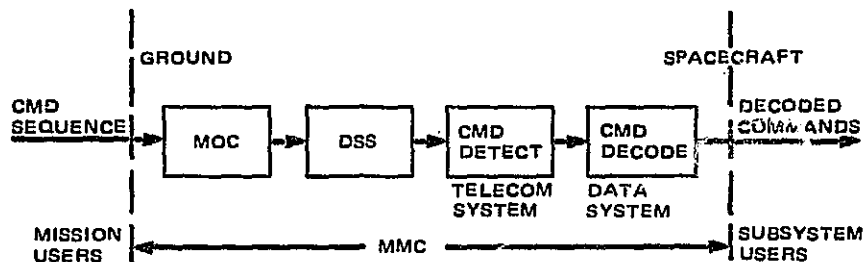 GROUND
SPACECRAFT
CMD
SEQUENCE
MOC
DSS
CMD
DETECT
CMD
DECODE
DECODED
COMMANDS
TELECOM
SYSTEM
DATA
SYSTEM
MISSION
USERS
MMC
SUBSYSTEM
USERS